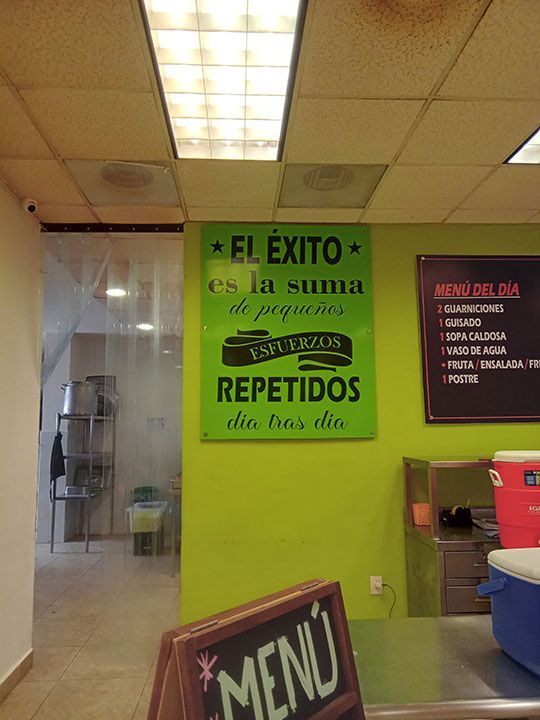 ★ EL ÉXITO ★
es la suma
de pequeños
ESFUERZOS
REPETIDOS
día tras día
MENÚ DEL DÍA
2 GUARNICIONES
1 GUISADO
1 SOPA CALDOSA
1 VASO DE AGUA
• FRUTA / ENSALADA / FR
1 POSTRE
MENÚ